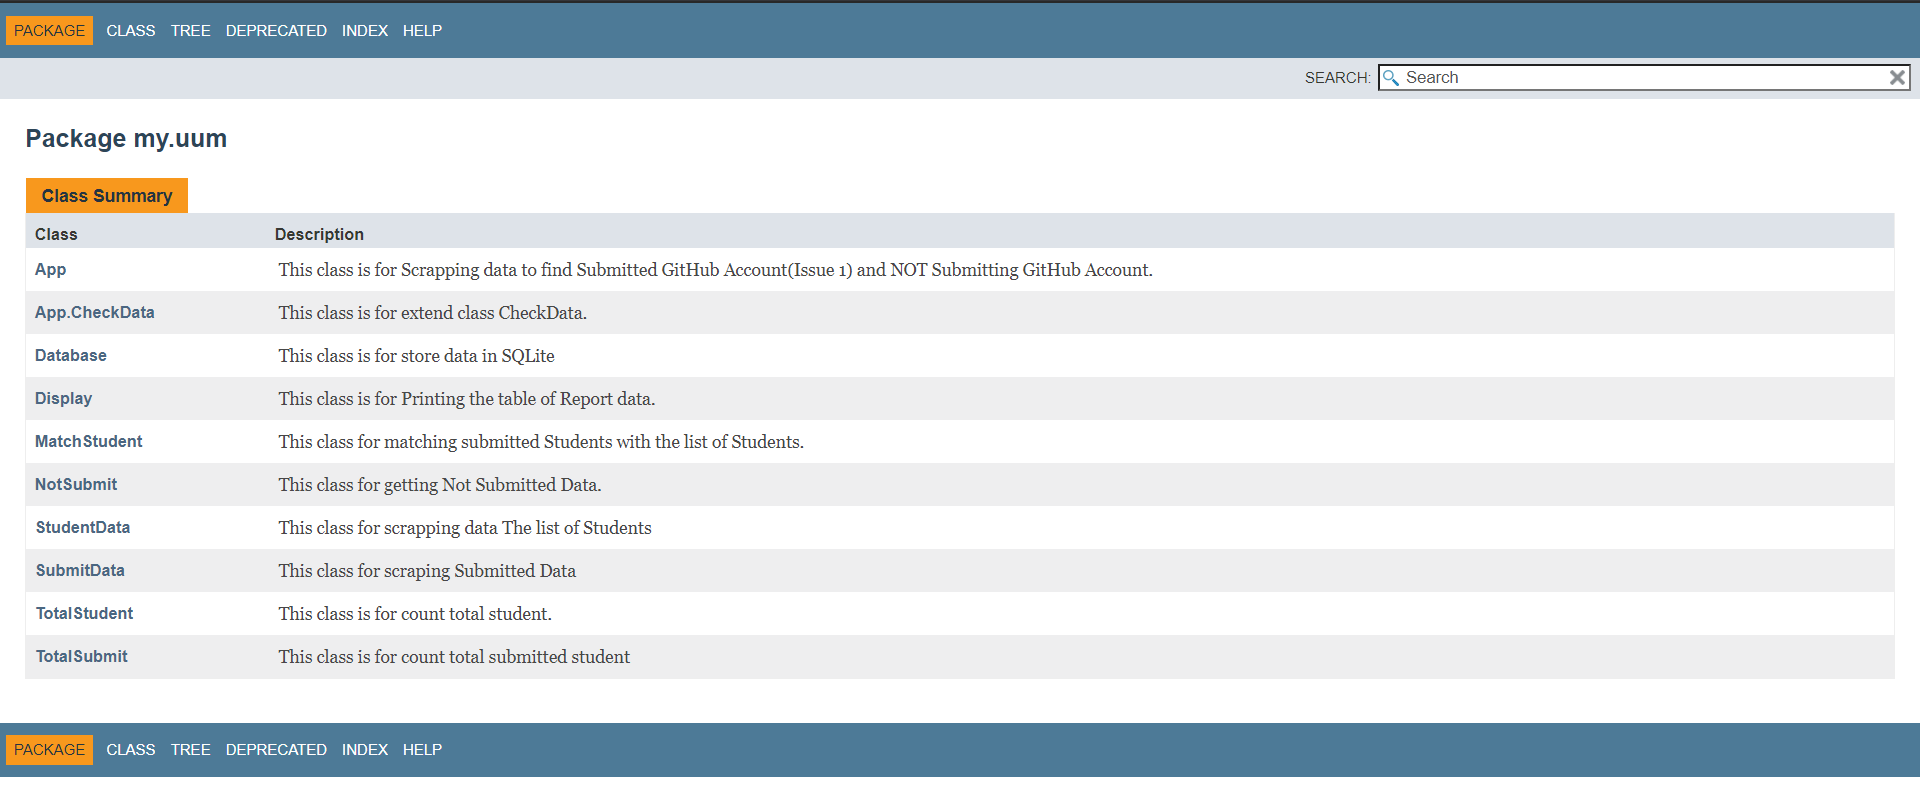 PACKAGE CLASS TREE DEPRECATED INDEX HELP
SEARCH: Search
Package my.uum
Class Summary
Class Description
App This class is for Scrapping data to find Submitted GitHub Account(Issue 1) and NOT Submitting GitHub Account.
App.CheckData This class is for extend class CheckData.
Database This class is for store data in SQLite
Display This class is for Printing the table of Report data.
MatchStudent This class for matching submitted Students with the list of Students.
NotSubmit This class for getting Not Submitted Data.
StudentData This class for scrapping data The list of Students
SubmitData This class for scraping Submitted Data
TotalStudent This class is for count total student.
TotalSubmit This class is for count total submitted student
PACKAGE CLASS TREE DEPRECATED INDEX HELP